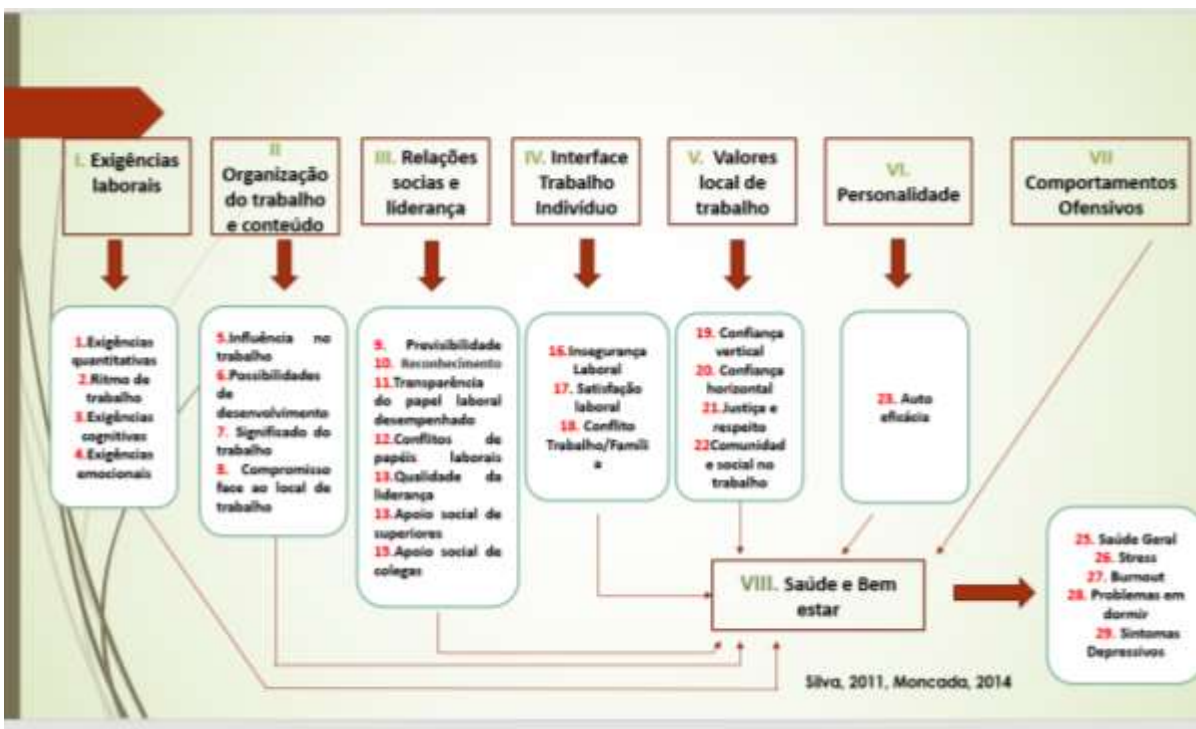 I. Exigências
laborais
II
Organização
do trabalho
e conteúdo
III. Relações
socias e
liderança
IV. Interface
Trabalho
Indivíduo
V. Valores
local de
trabalho
VI.
Personalidade
VII
Comportamentos
Ofensivos
1.Exigências
quantitativas
2.Ritmo de
trabalho
3.Exigências
cognitivas
4.Exigências
emocionais
5.Influência no
trabalho
6.Possibilidades
de
desenvolvimento
7. Significado do
trabalho
8. Compromisso
face ao local de
trabalho
9. Previsibilidade
10. Reconhecimento
11.Transparência
do papel laboral
desempenhado
12.Conflitos de
papéis laborais
13.Qualidade da
liderança
13.Apoio social de
superiores
15.Apoio social de
colegas
16.Insegurança
Laboral
17. Satisfação
laboral
18. Conflito
Trabalho/Famíli
a
19. Confiança
vertical
20. Confiança
horizontal
21.Justiça e
respeito
22Comunidad
e social no
trabalho
23. Auto
eficácia
VIII. Saúde e Bem
estar
25. Saúde Geral
26. Stress
27. Burnout
28. Problemas em
dormir
29. Sintomas
Depressivos
Silva, 2011, Moncada, 2014